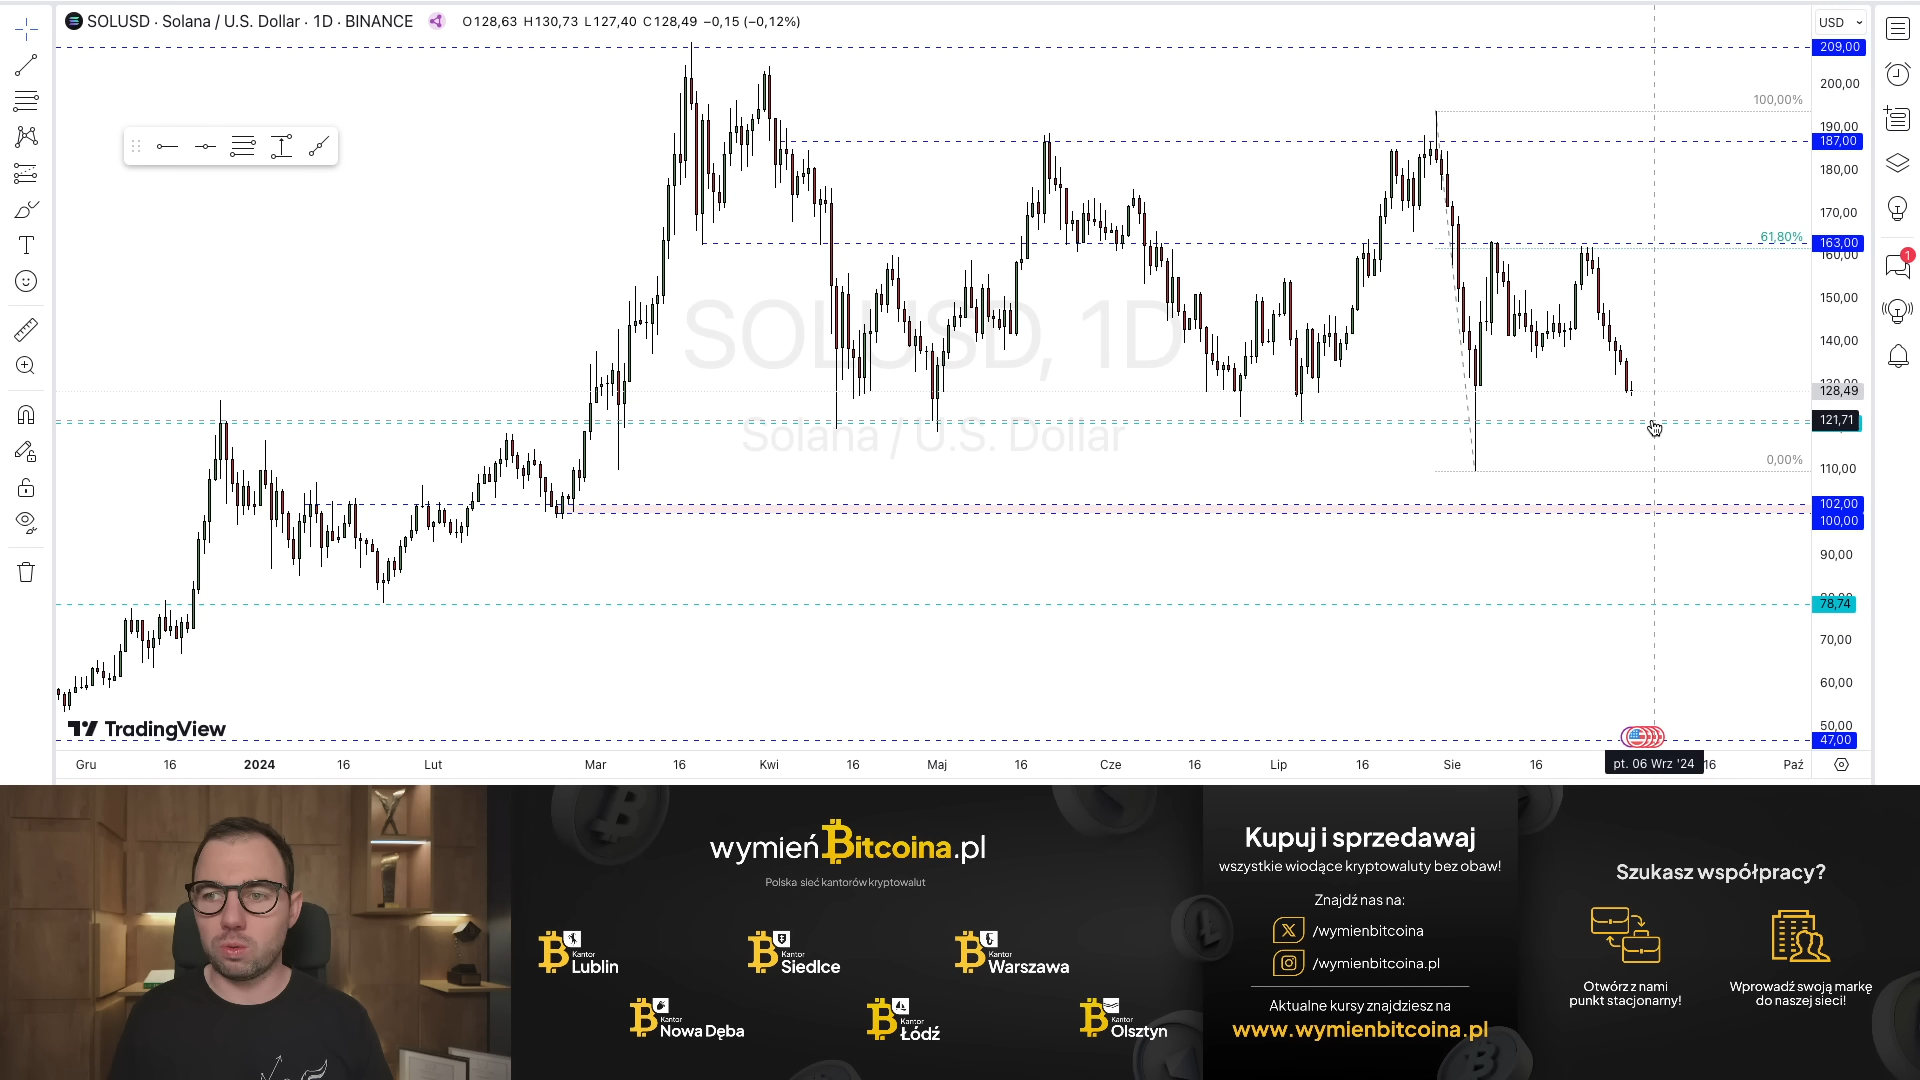 SOLUSD · Solana / U.S. Dollar · 1D · BINANCE
O128,63 H130,73 L127,40 C128,49 −0,15 (−0,12%)
USD
209,00
200,00
100,00%
190,00
187,00
180,00
170,00
61,80%
163,00
160,00
1
150,00
140,00
128,49
121,71
0,00%
110,00
102,00
100,00
90,00
78,74
70,00
60,00
50,00
47,00
SOLUSD, 1D
Solana / U.S. Dollar
TradingView
Gru 16 2024 16 Lut Mar 16 Kwi 16 Maj 16 Cze 16 Lip 16 Sie 16 pt. 06 Wrz '24 16 Paź
wymieńBitcoina.pl
Polska sieć kantorów kryptowalut
Kantor Lublin
Kantor Siedlce
Kantor Warszawa
Kantor Nowa Dęba
Kantor Łódź
Kantor Olsztyn
Kupuj i sprzedawaj
wszystkie wiodące kryptowaluty bez obaw!
Znajdź nas na:
/wymienbitcoina
/wymienbitcoina.pl
Aktualne kursy znajdziesz na
www.wymienbitcoina.pl
Szukasz współpracy?
Otwórz z nami
punkt stacjonarny!
Wprowadź swoją markę
do naszej sieci!